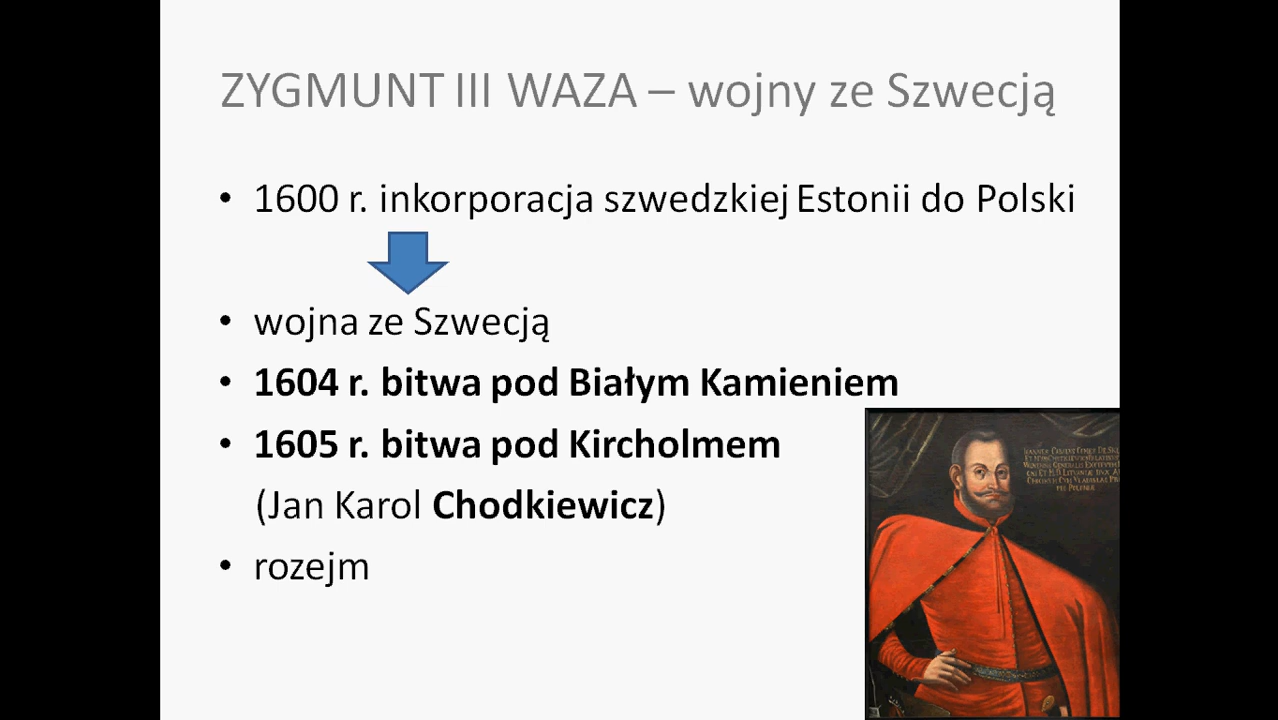 ZYGMUNT III WAZA – wojny ze Szwecją
• 1600 r. inkorporacja szwedzkiej Estonii do Polski
• wojna ze Szwecją
• 1604 r. bitwa pod Białym Kamieniem
• 1605 r. bitwa pod Kircholmem
(Jan Karol Chodkiewicz)
• rozejm